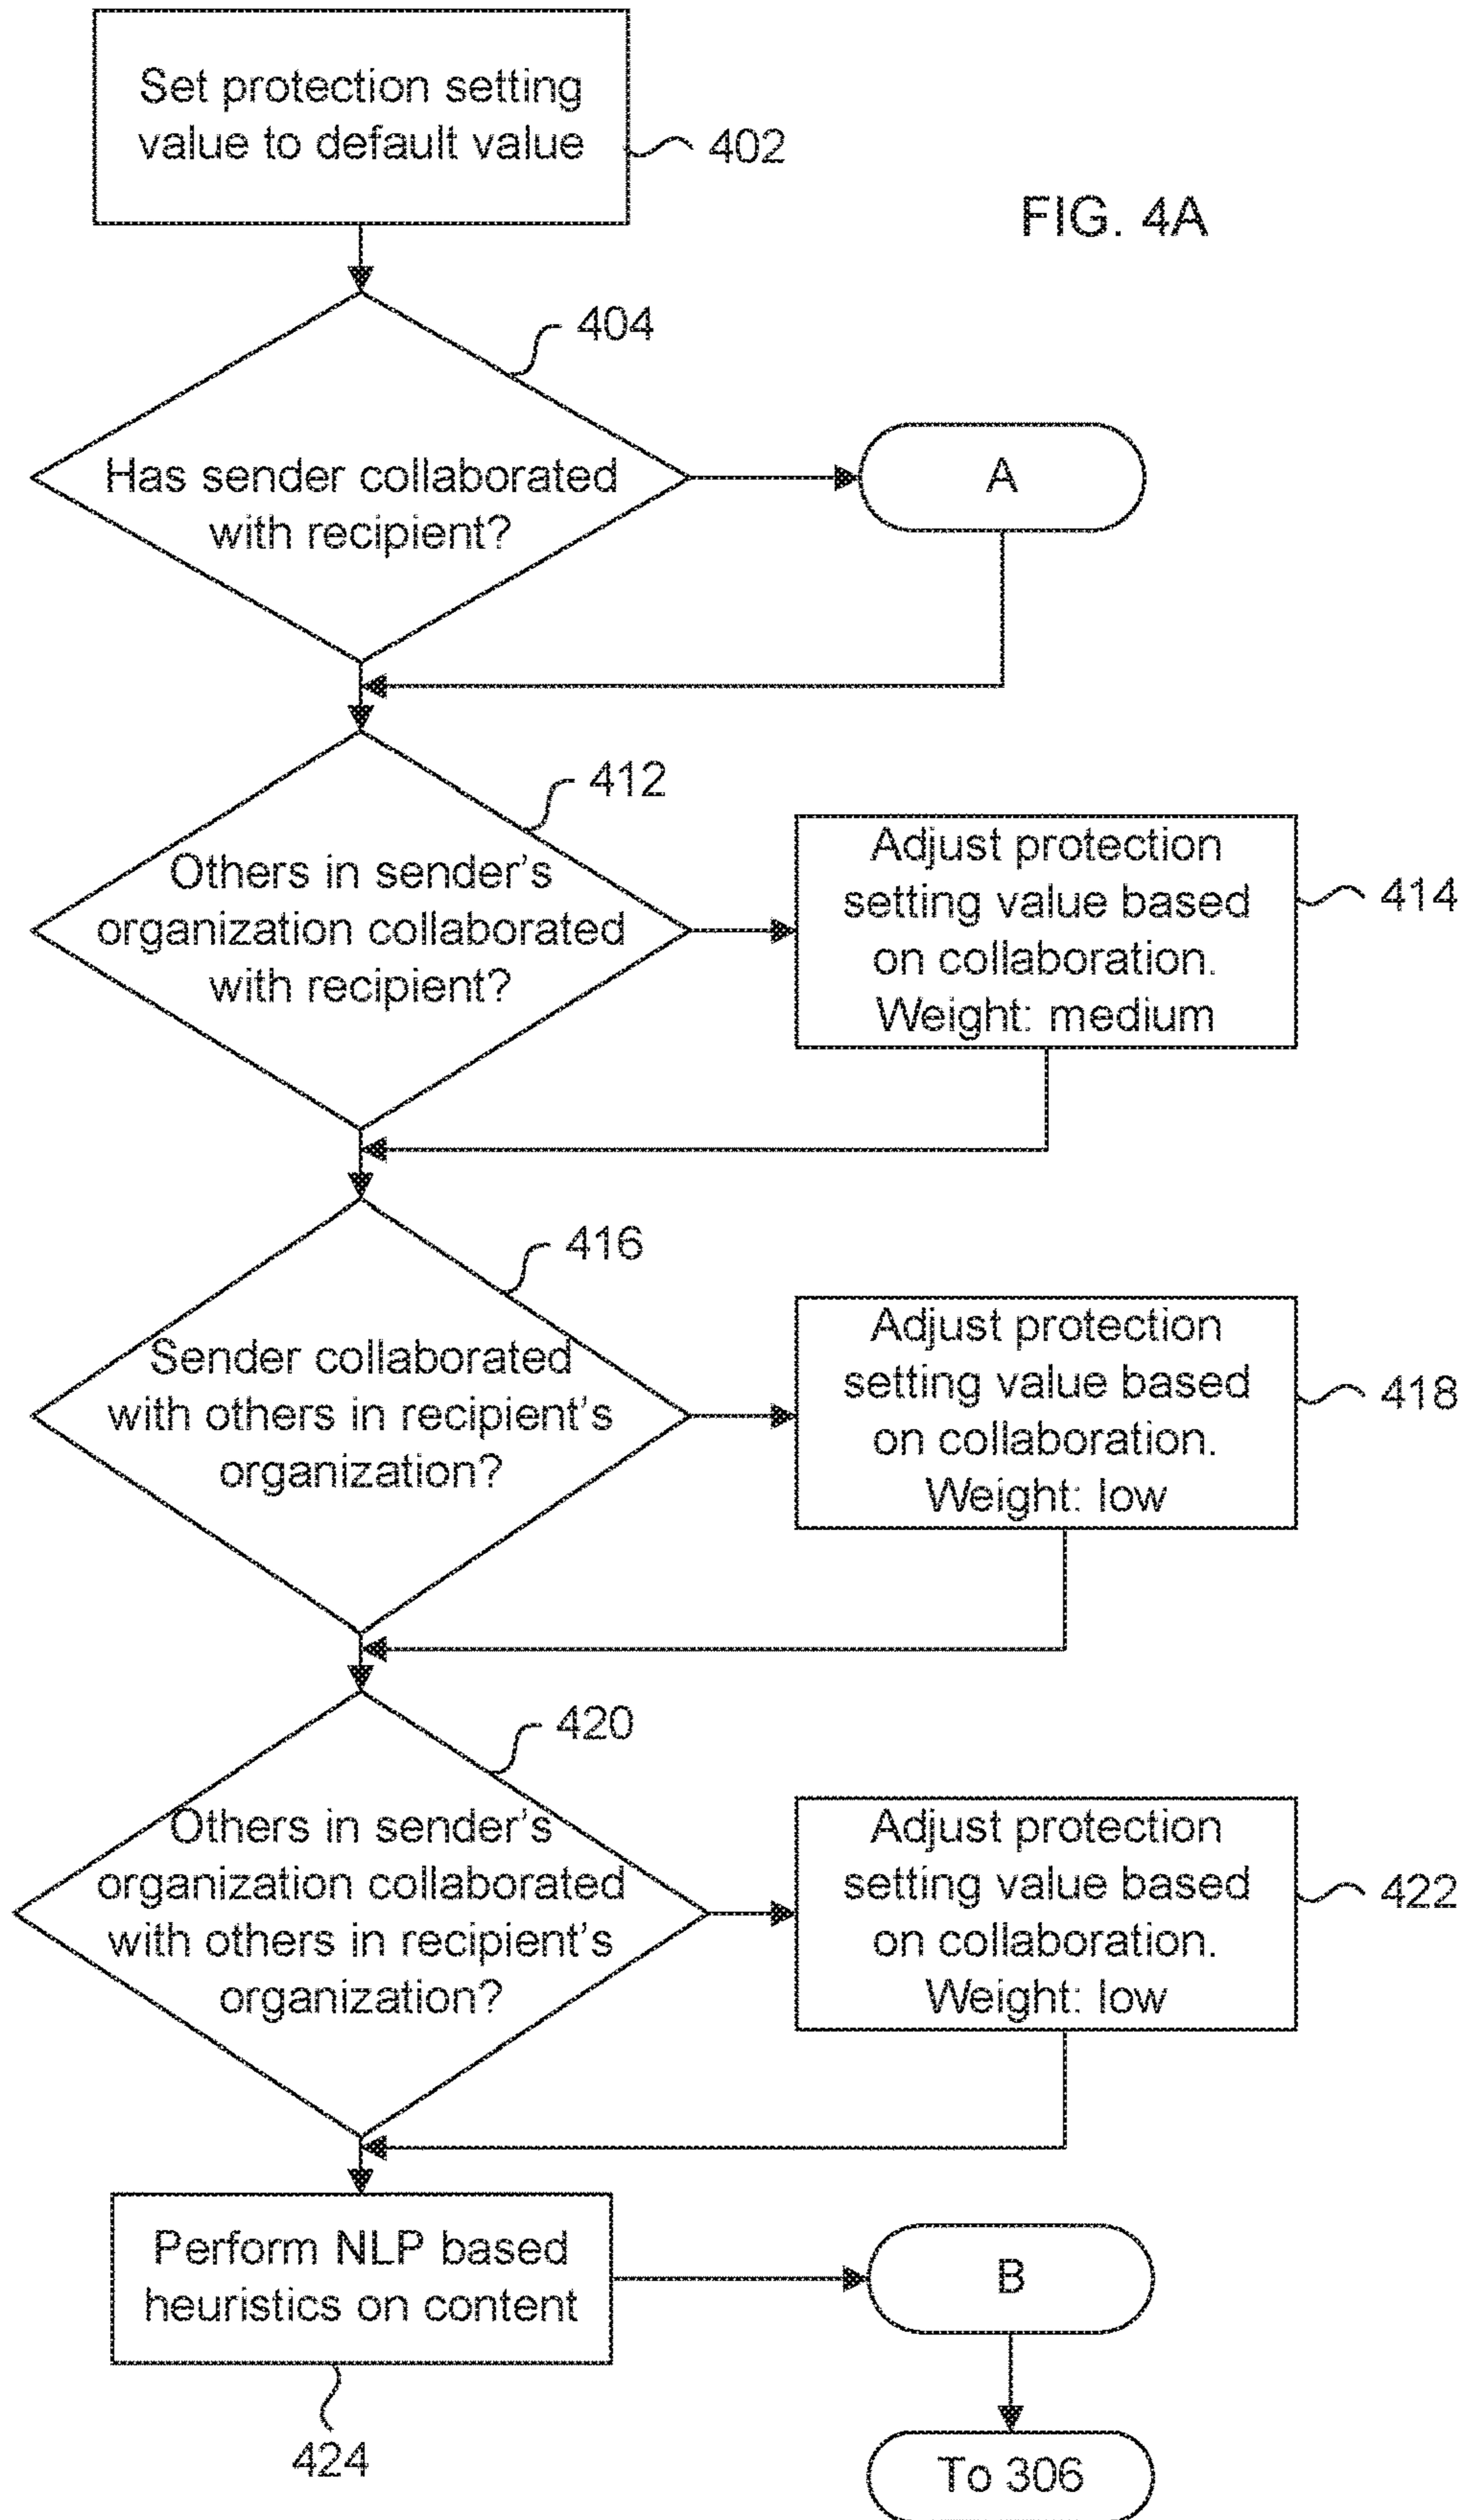 Set protection setting
value to default value
402
FIG. 4A
404
Has sender collaborated
with recipient?
A
412
Others in sender's
organization collaborated
with recipient?
Adjust protection
setting value based
on collaboration.
Weight: medium
414
416
Sender collaborated
with others in recipient's
organization?
Adjust protection
setting value based
on collaboration.
Weight: low
418
420
Others in sender's
organization collaborated
with others in recipient's
organization?
Adjust protection
setting value based
on collaboration.
Weight: low
422
Perform NLP based
heuristics on content
B
424
To 306